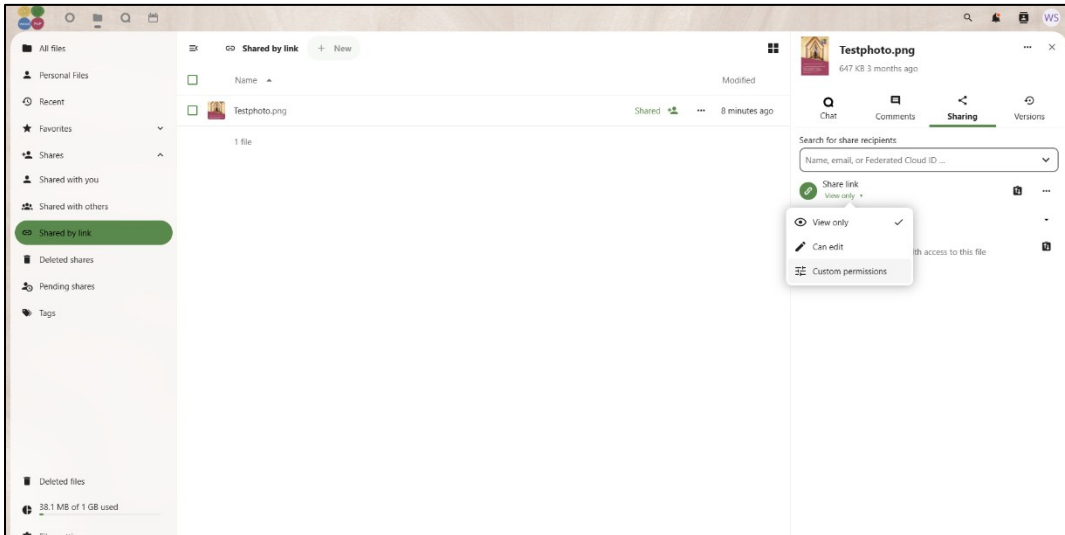 WS
All files
Personal Files
Recent
Favorites
Shares
Shared with you
Shared with others
Shared by link
Deleted shares
Pending shares
Tags
Deleted files
38.1 MB of 1 GB used
Shared by link + New
Name Modified
Testphoto.png Shared 8 minutes ago
1 file
Testphoto.png
647 KB 3 months ago
Chat Comments Sharing Versions
Search for share recipients
Name, email, or Federated Cloud ID ...
Share link
View only
View only
Can edit
Custom permissions
with access to this file